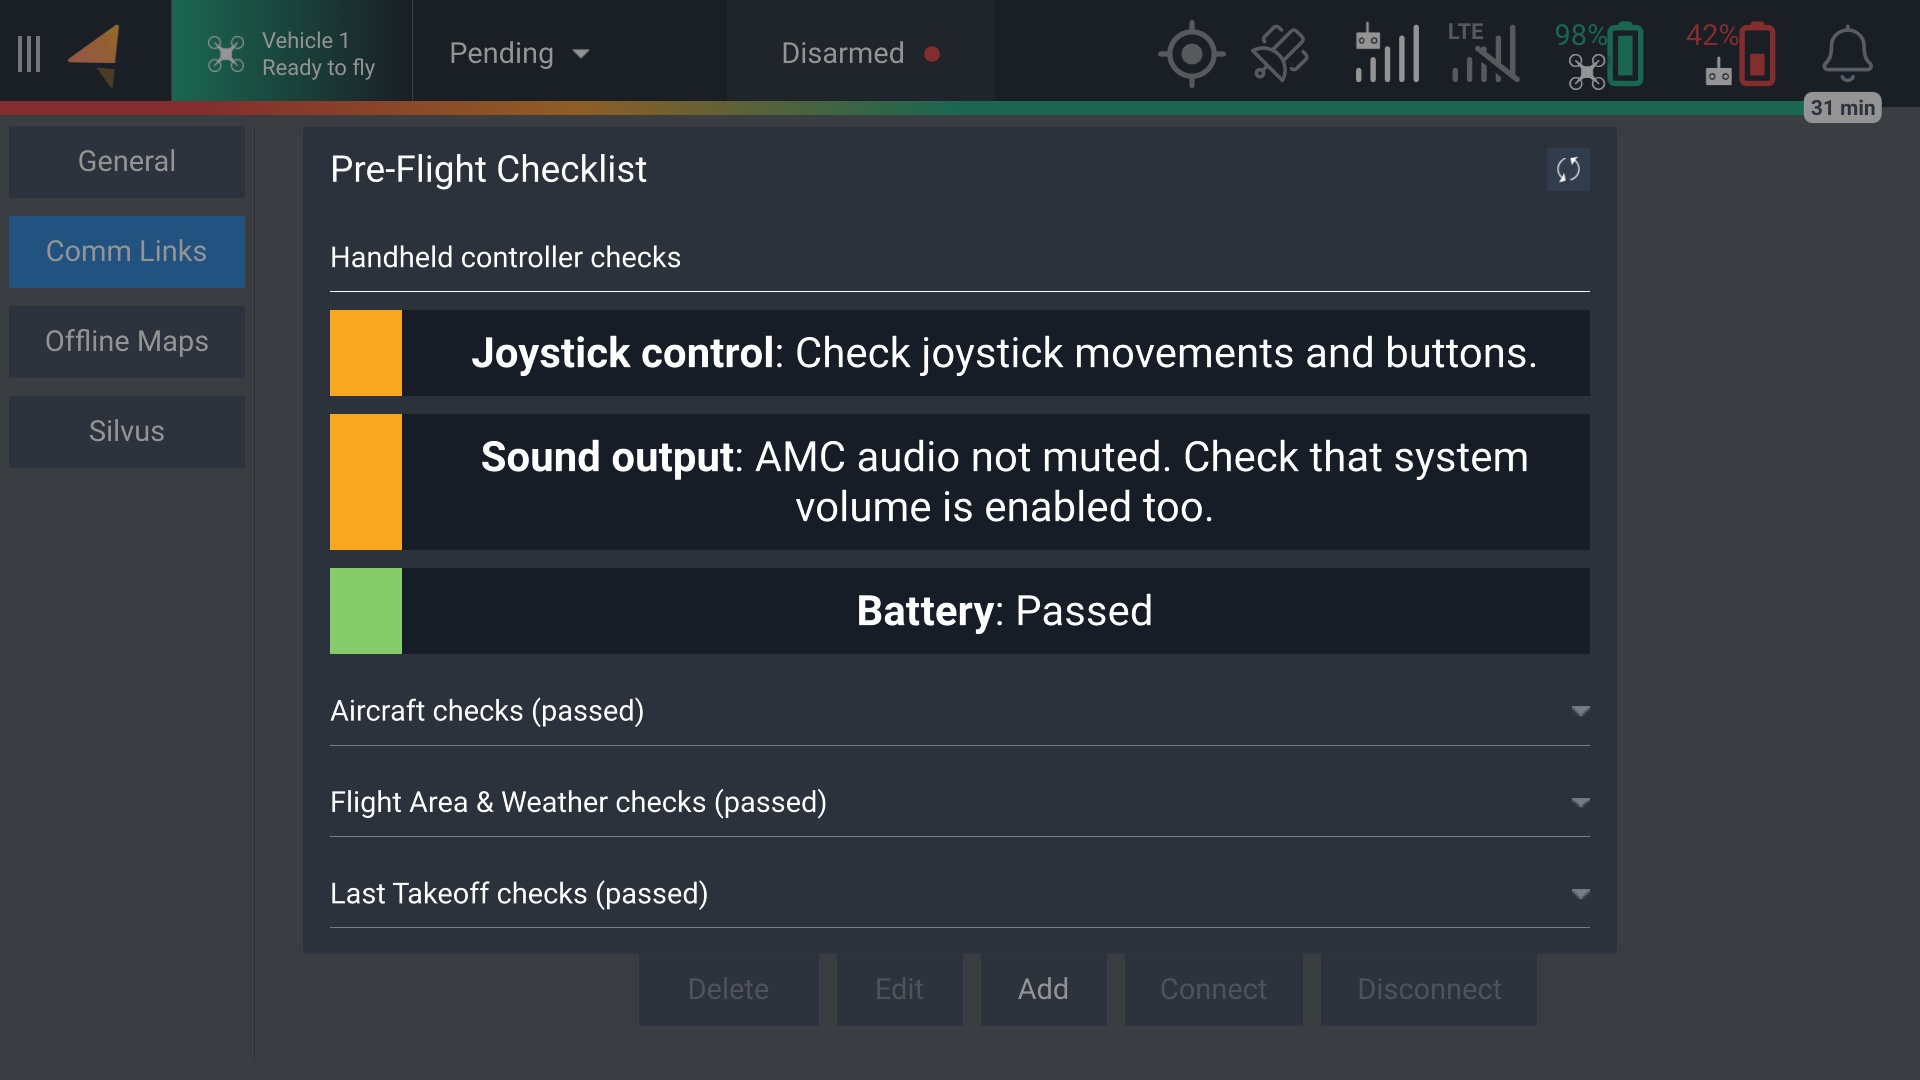 Vehicle 1
Ready to fly
Pending
Disarmed
LTE
98%
42%
31 min
General
Comm Links
Offline Maps
Silvus
Pre-Flight Checklist
Handheld controller checks
Joystick control: Check joystick movements and buttons.
Sound output: AMC audio not muted. Check that system
volume is enabled too.
Battery: Passed
Aircraft checks (passed)
Flight Area & Weather checks (passed)
Last Takeoff checks (passed)
Delete
Edit
Add
Connect
Disconnect